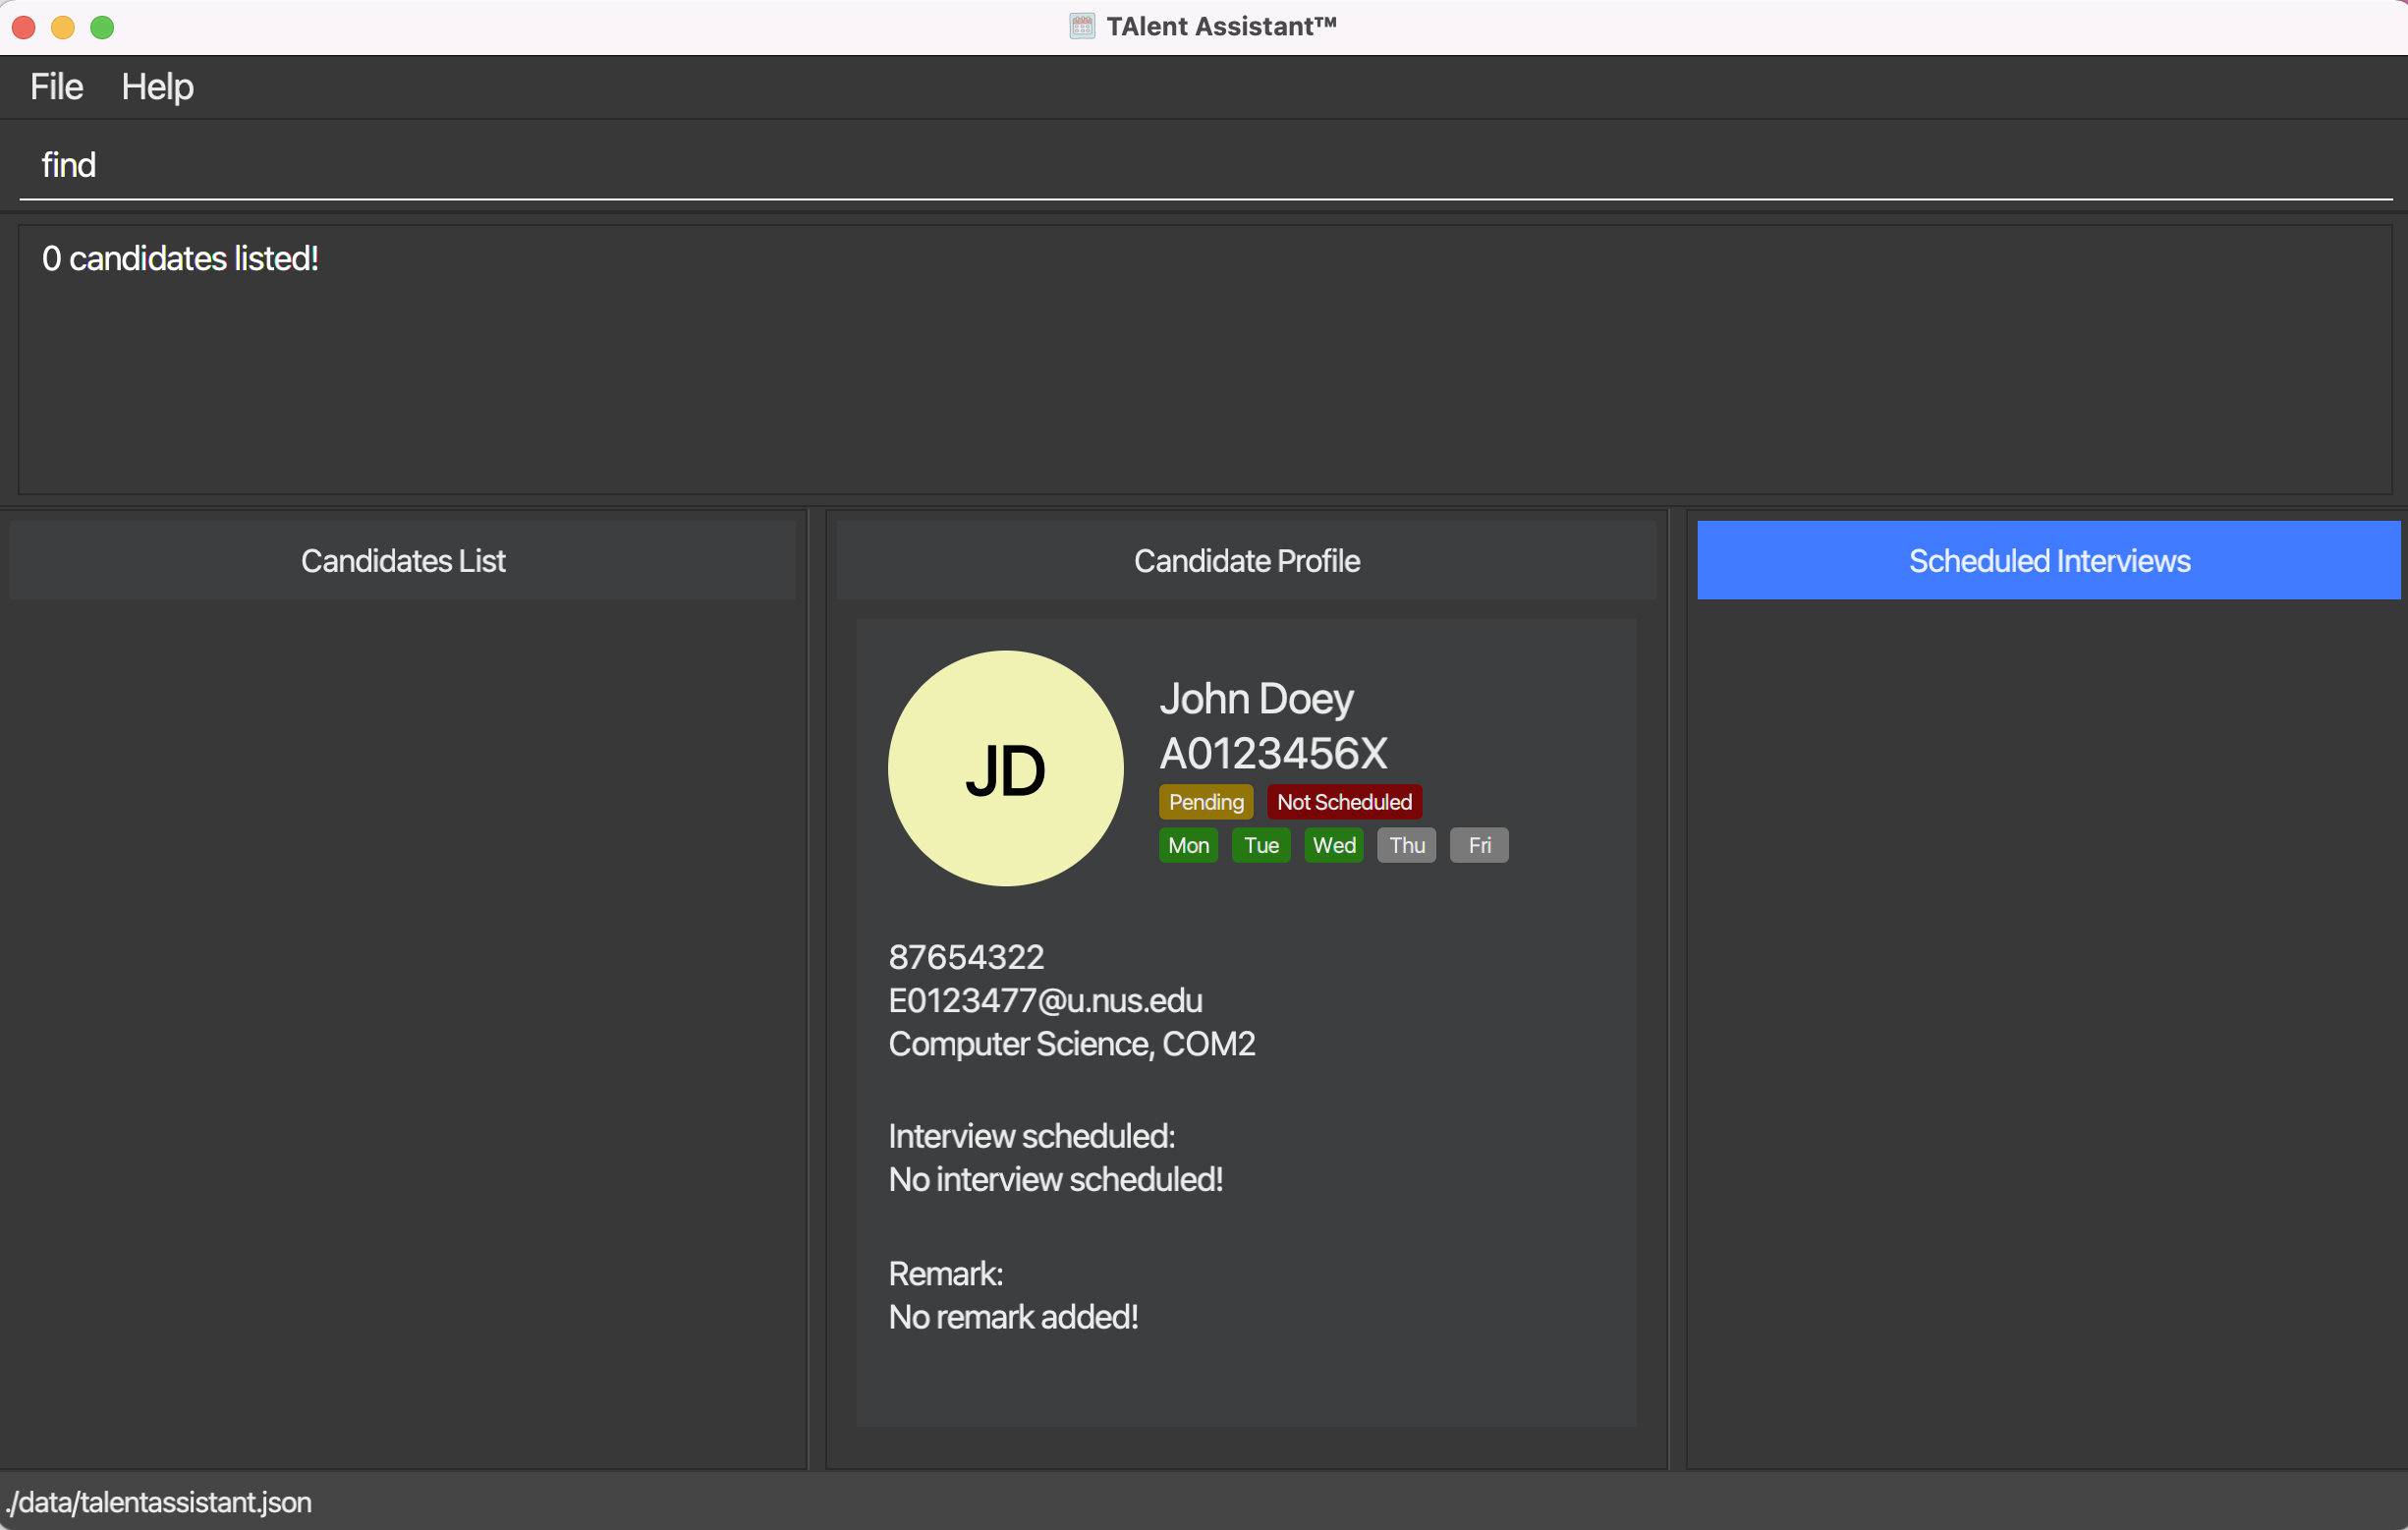 TAlent Assistant™
File Help
find
0 candidates listed!
Candidates List
Candidate Profile
Scheduled Interviews
JD
John Doey
A0123456X
Pending Not Scheduled
Mon Tue Wed Thu Fri
87654322
E0123477@u.nus.edu
Computer Science, COM2
Interview scheduled:
No interview scheduled!
Remark:
No remark added!
./data/talentassistant.json